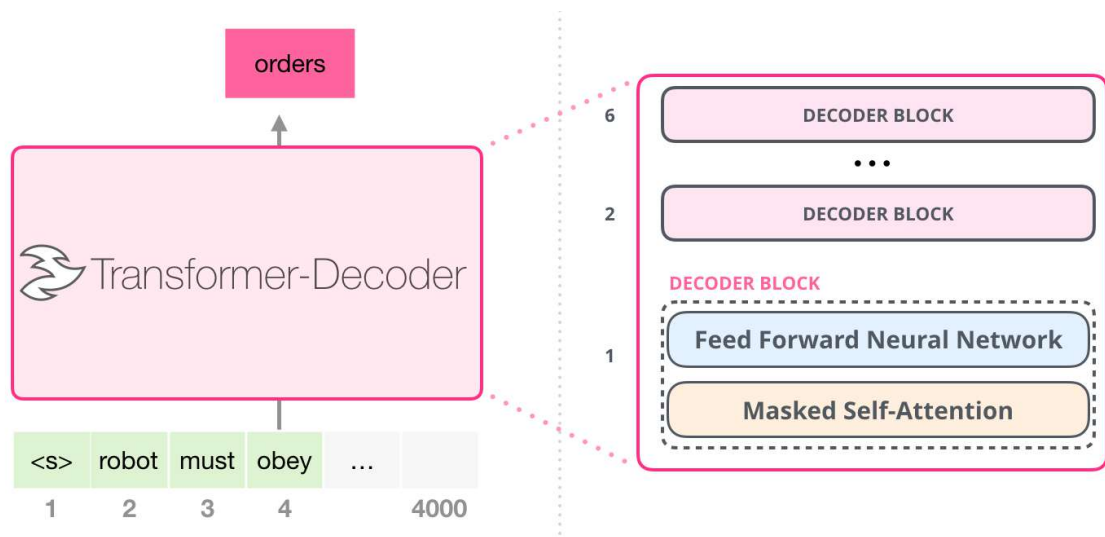 orders
Transformer-Decoder
<s> robot must obey ...
1 2 3 4 4000
6 DECODER BLOCK
...
2 DECODER BLOCK
DECODER BLOCK
1
Feed Forward Neural Network
Masked Self-Attention